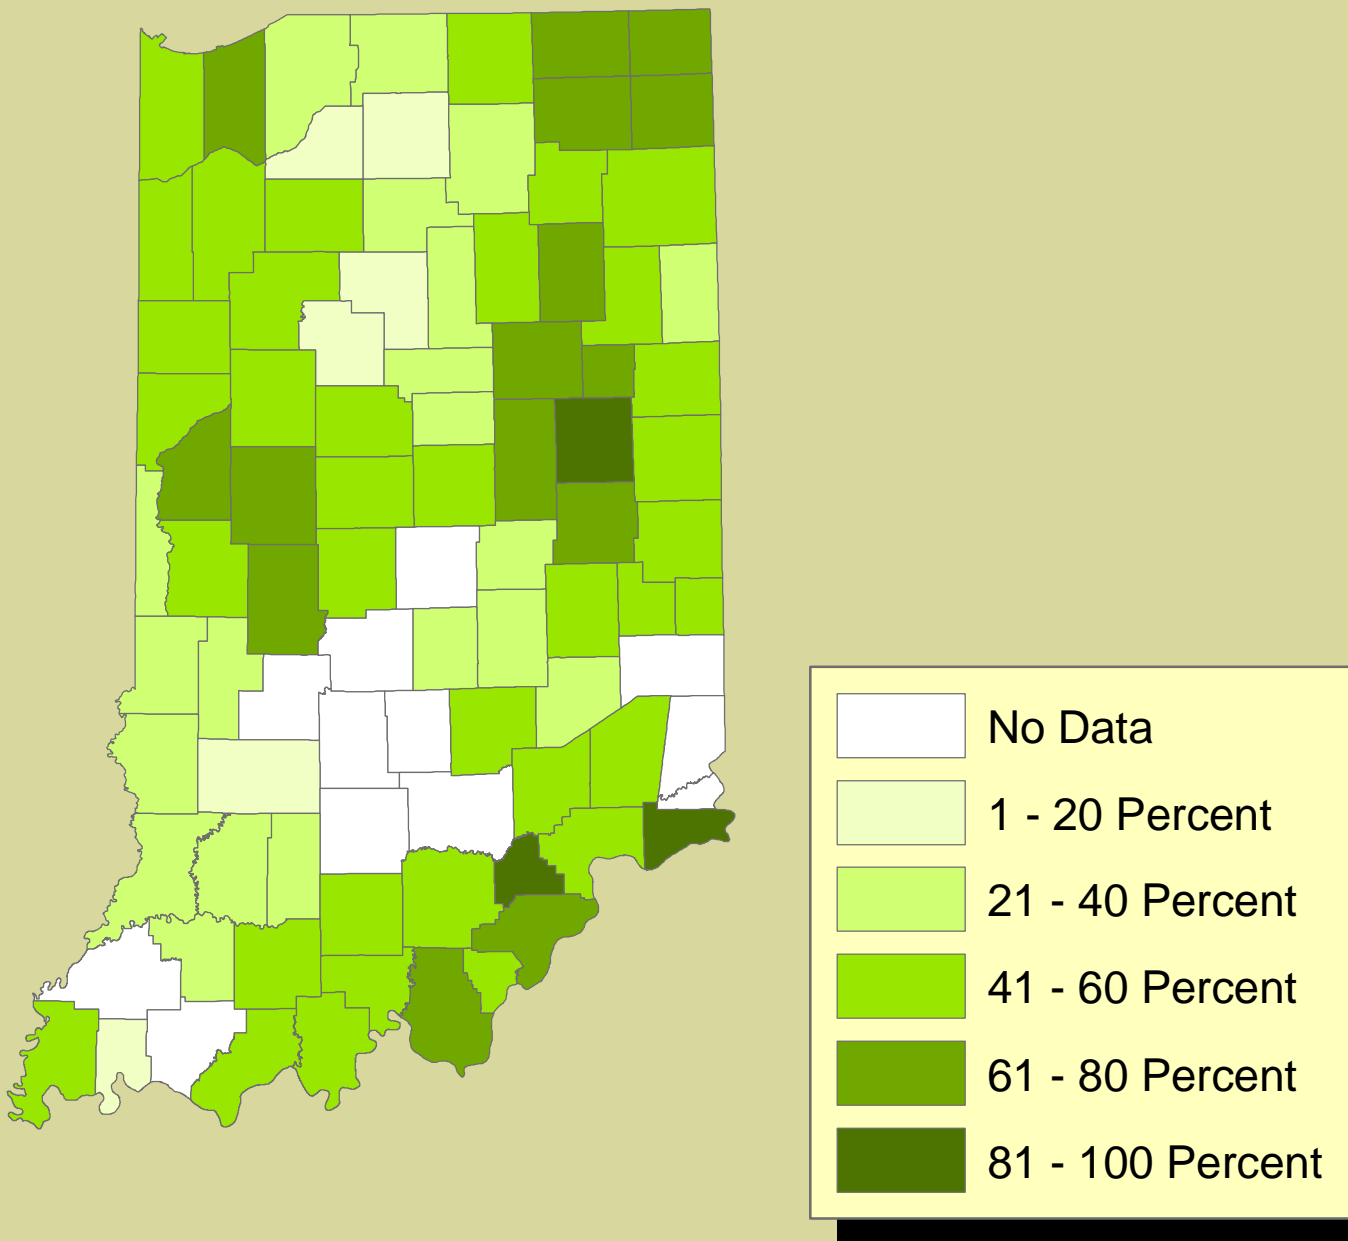 No Data
1 - 20 Percent
21 - 40 Percent
41 - 60 Percent
61 - 80 Percent
81 - 100 Percent